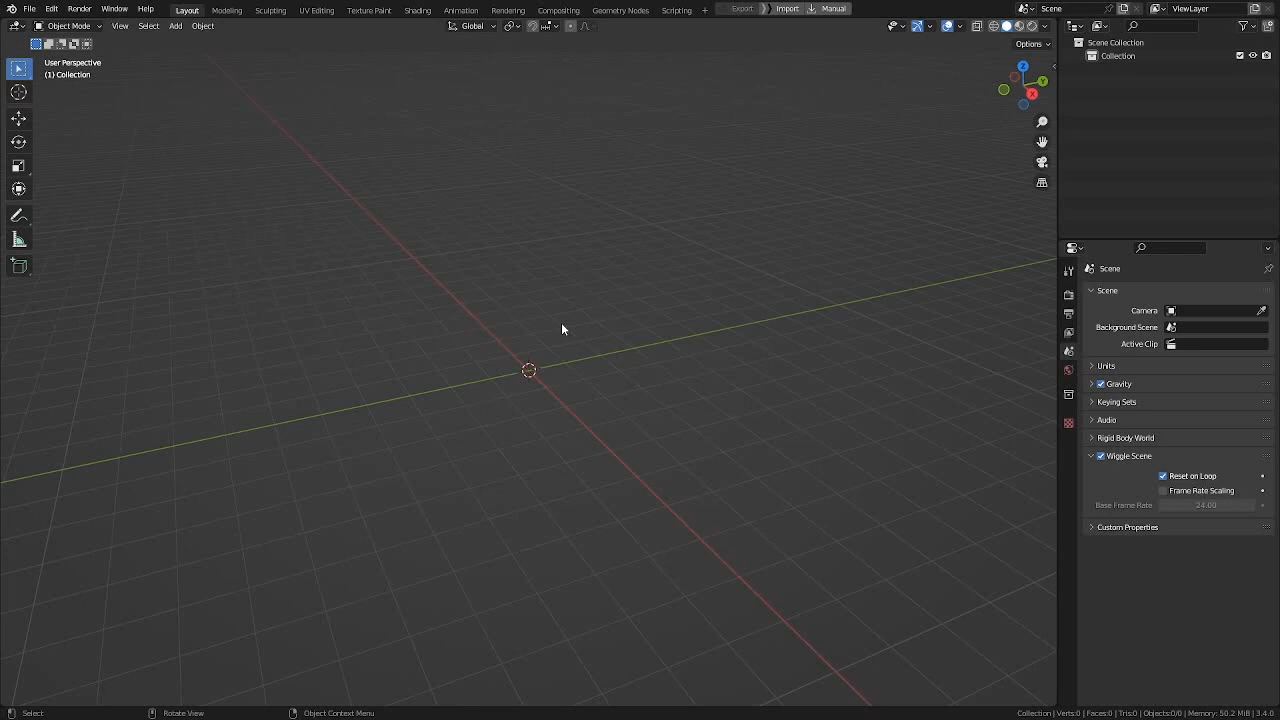 File Edit Render Window Help Layout Modeling Sculpting UV Editing Texture Paint Shading Animation Rendering Compositing Geometry Nodes Scripting + Export Import Manual Scene ViewLayer
Object Mode View Select Add Object Global
Options
User Perspective
(1) Collection
Z
Y
X
Scene Collection
Collection
Scene
Scene
Camera
Background Scene
Active Clip
Units
Gravity
Keying Sets
Audio
Rigid Body World
Wiggle Scene
Reset on Loop
Frame Rate Scaling
Base Frame Rate 24.00
Custom Properties
Select Rotate View Object Context Menu Collection | Verts:0 | Faces:0 | Tris:0 | Objects:0/0 | Memory: 50.2 MiB | 3.4.0